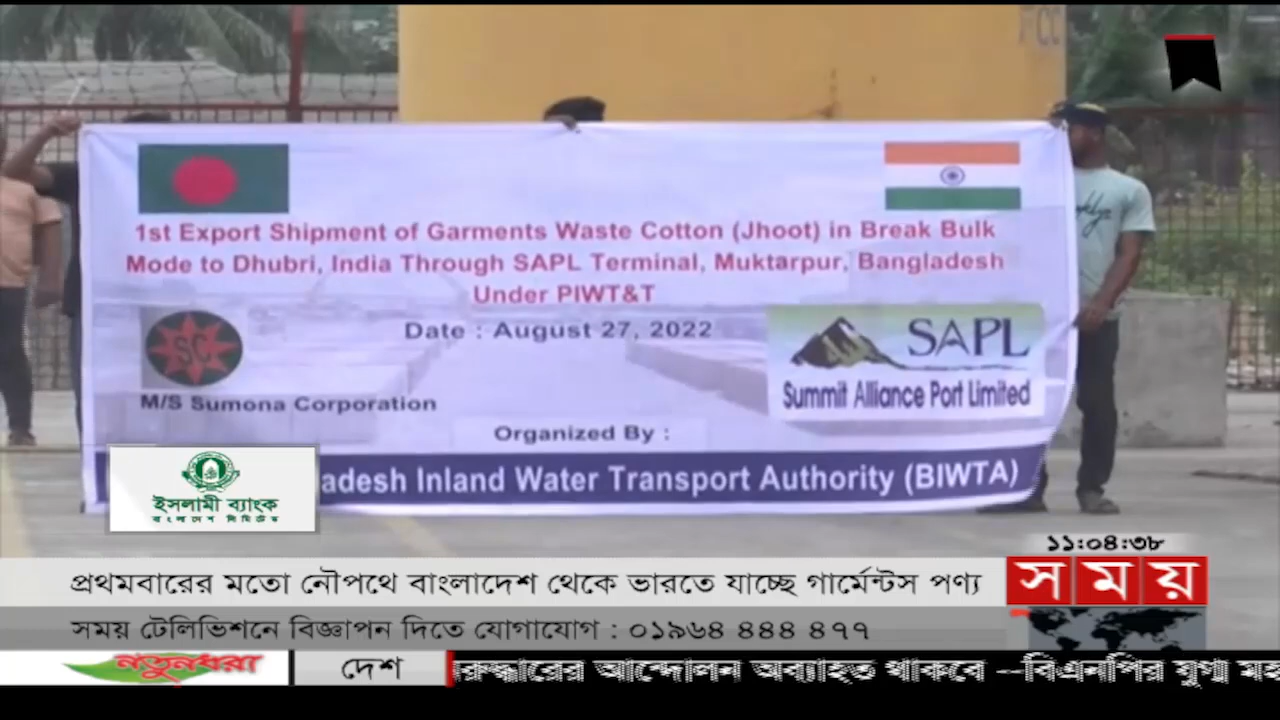 1st Export Shipment of Garments Waste Cotton (Jhoot) in Break Bulk
Mode to Dhubri, India Through SAPL Terminal, Muktarpur, Bangladesh
Under PIWT&T
Date : August 27, 2022
SC
SAPL
Summit Alliance Port Limited
M/S Sumona Corporation
Organized By :
adesh Inland Water Transport Authority (BIWTA)
ইসলামী ব্যাংক
বাংলাদেশ লিমিটেড
১১:০৪:৩৮
প্রথমবারের মতো নৌপথে বাংলাদেশ থেকে ভারতে যাচ্ছে গার্মেন্টস পণ্য
সময়
সময় টেলিভিশনে বিজ্ঞাপন দিতে যোগাযোগ : ০১৯৬৪ ৪৪৪ ৪৭৭
নতুনধরা
দেশ
রুদ্ধারের আন্দোলন অব্যাহত থাকবে --বিএনপির যুগ্ম মহ